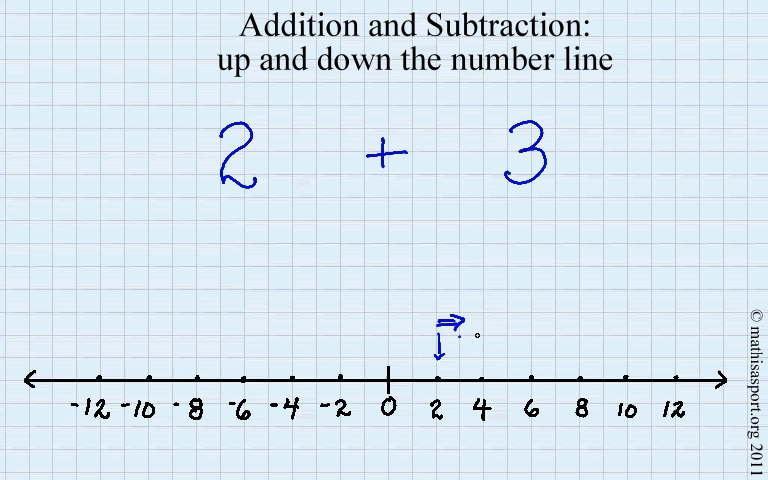 Addition and Subtraction:
up and down the number line
2 + 3
-12 -10 -8 -6 -4 -2 0 2 4 6 8 10 12
© mathisasport.org 2011